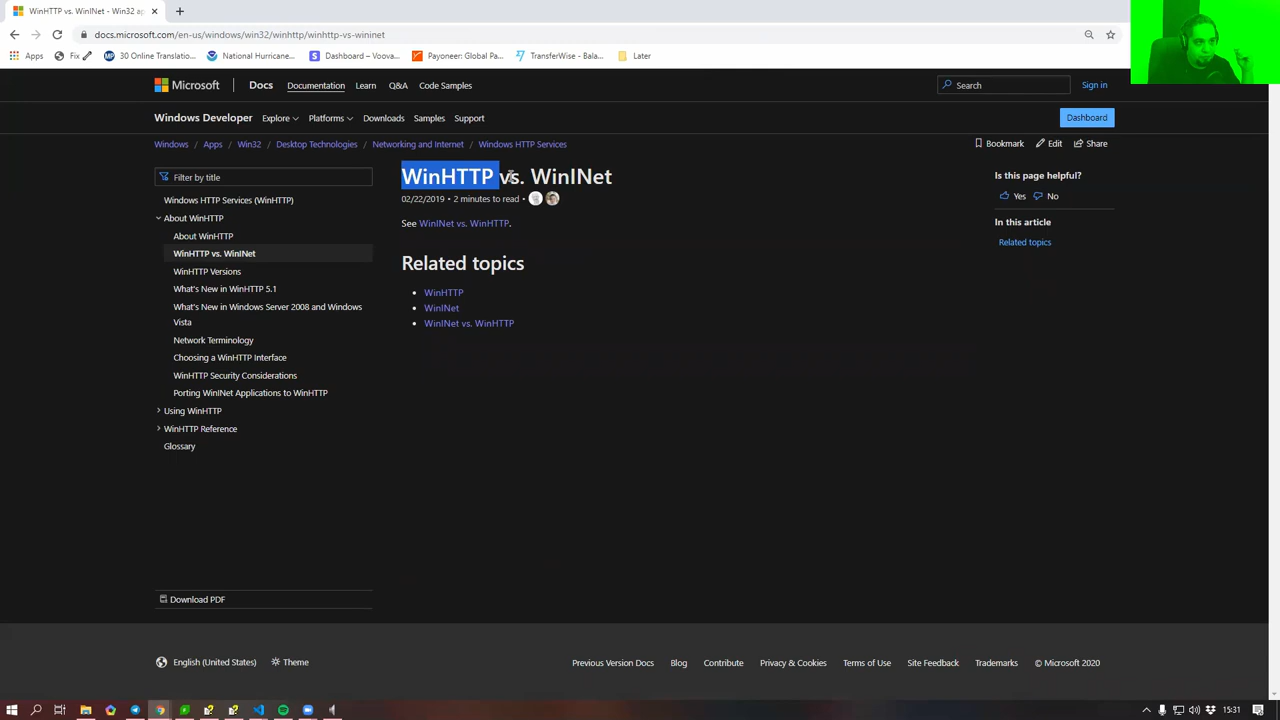 WinHTTP vs. WinINet - Win32 ap
docs.microsoft.com/en-us/windows/win32/winhttp/winhttp-vs-wininet
Apps
Fix
30 Online Translatio...
National Hurricane...
Dashboard – Voova...
Payoneer: Global Pa...
TransferWise - Bala...
Later
Microsoft
Docs
Documentation
Learn
Q&A
Code Samples
Search
Sign in
Windows Developer
Explore
Platforms
Downloads
Samples
Support
Dashboard
Windows / Apps / Win32 / Desktop Technologies / Networking and Internet / Windows HTTP Services
Bookmark
Edit
Share
Filter by title
Windows HTTP Services (WinHTTP)
About WinHTTP
About WinHTTP
WinHTTP vs. WinINet
WinHTTP Versions
What's New in WinHTTP 5.1
What's New in Windows Server 2008 and Windows
Vista
Network Terminology
Choosing a WinHTTP Interface
WinHTTP Security Considerations
Porting WinINet Applications to WinHTTP
Using WinHTTP
WinHTTP Reference
Glossary
Download PDF
WinHTTP vs. WinINet
02/22/2019 • 2 minutes to read •
See WinINet vs. WinHTTP.
Related topics
• WinHTTP
• WinINet
• WinINet vs. WinHTTP
Is this page helpful?
Yes
No
In this article
Related topics
English (United States)
Theme
Previous Version Docs
Blog
Contribute
Privacy & Cookies
Terms of Use
Site Feedback
Trademarks
© Microsoft 2020
15:31